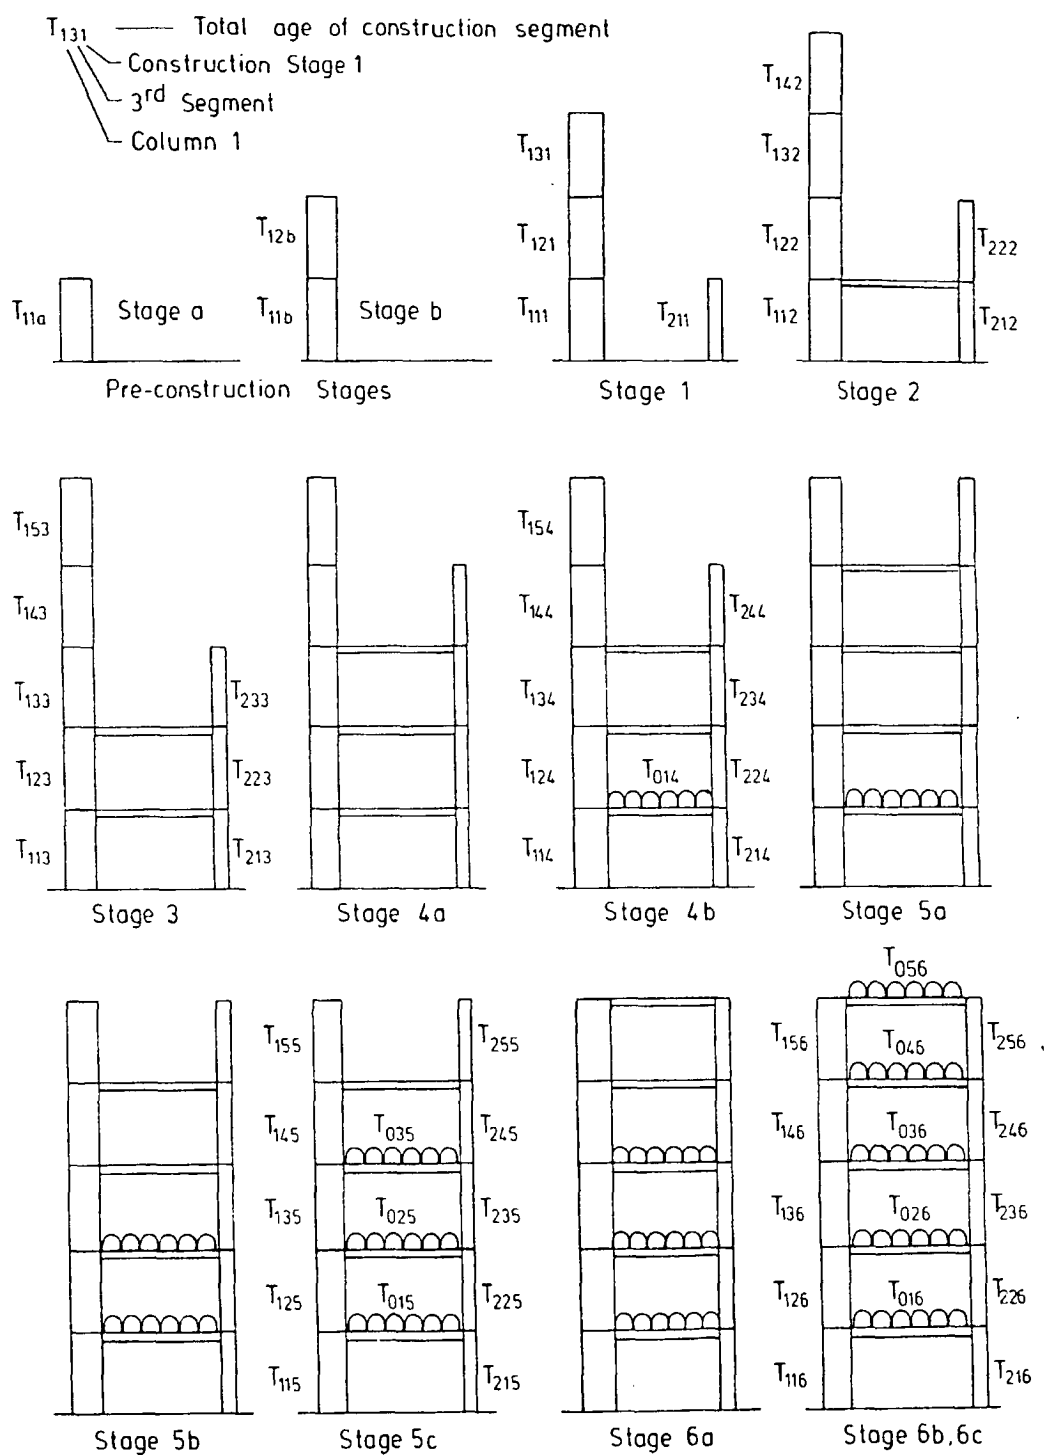 T131 — Total age of construction segment
Construction Stage 1
3rd Segment
Column 1
T11a
Stage a
T12b
T11b
Stage b
Pre-construction Stages
T131
T121
T111
T211
Stage 1
T142
T132
T122
T112
T222
T212
Stage 2
T153
T143
T133
T123
T113
T233
T223
T213
Stage 3
Stage 4a
T154
T144
T134
T124
T114
T014
T244
T234
T224
T214
Stage 4b
Stage 5a
Stage 5b
T155
T145
T135
T125
T115
T035
T025
T015
T255
T245
T235
T225
T215
Stage 5c
Stage 6a
T056
T156
T146
T136
T126
T116
T046
T036
T026
T016
T256
T246
T236
T226
T216
Stage 6b, 6c